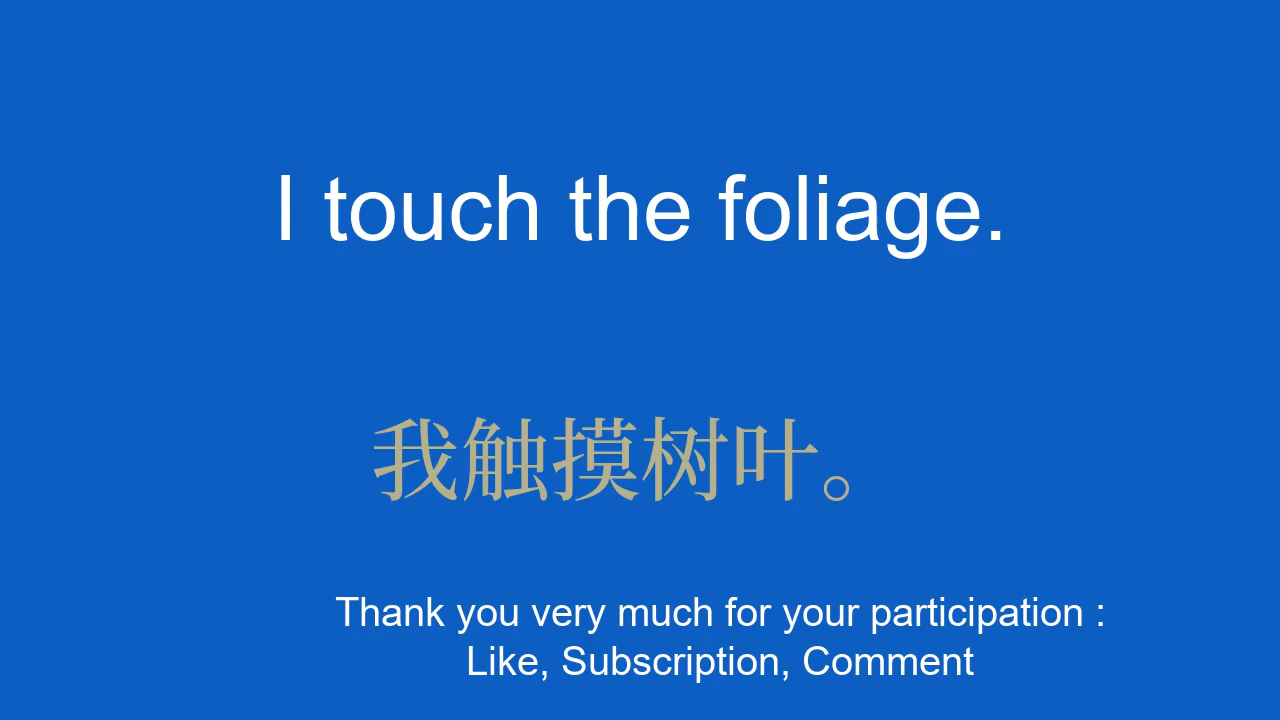 I touch the foliage.
我触摸树叶。
Thank you very much for your participation :
Like, Subscription, Comment